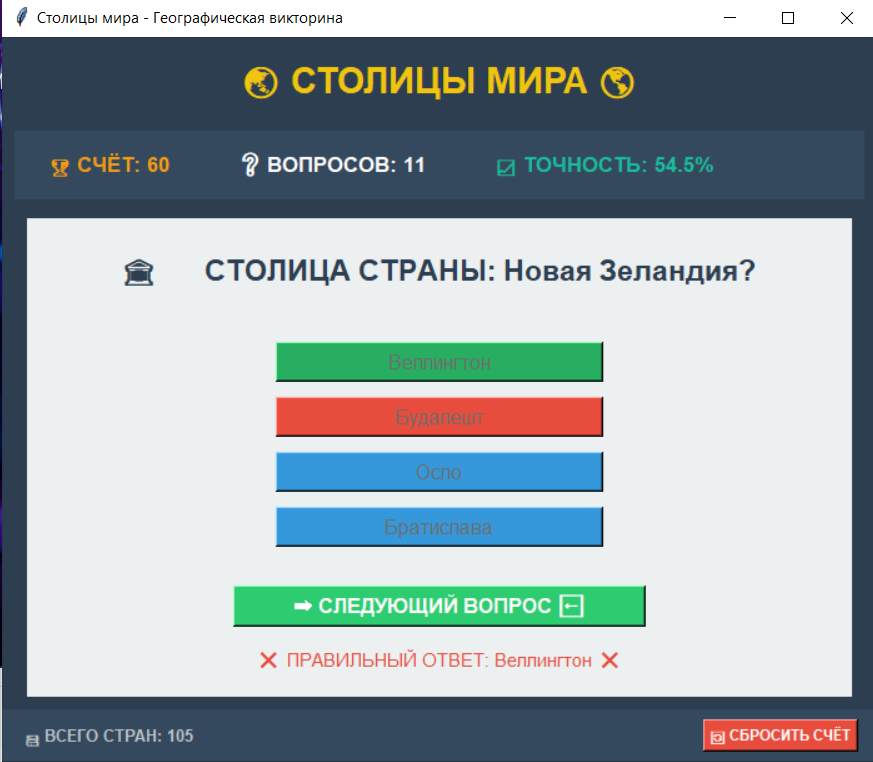 Столицы мира - Географическая викторина
СТОЛИЦЫ МИРА
СЧЁТ: 60
ВОПРОСОВ: 11
ТОЧНОСТЬ: 54.5%
СТОЛИЦА СТРАНЫ: Новая Зеландия?
Веллингтон
Будапешт
Осло
Братислава
СЛЕДУЮЩИЙ ВОПРОС
ПРАВИЛЬНЫЙ ОТВЕТ: Веллингтон
ВСЕГО СТРАН: 105
СБРОСИТЬ СЧЁТ